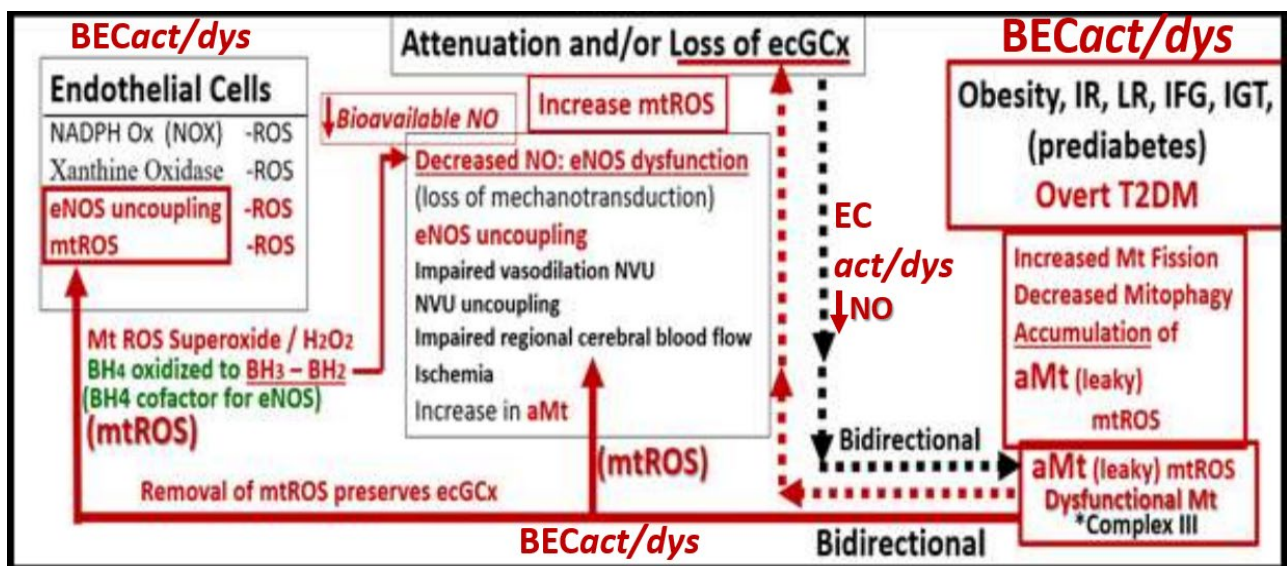 BECact/dys
Endothelial Cells
NADPH Ox (NOX) -ROS
Xanthine Oxidase -ROS
eNOS uncoupling -ROS
mtROS -ROS
Mt ROS Superoxide / H₂O₂
BH₄ oxidized to BH₃ – BH₂
(BH4 cofactor for eNOS)
(mtROS)
Removal of mtROS preserves ecGCx
Attenuation and/or Loss of ecGCx
↓Bioavailable NO
Increase mtROS
Decreased NO: eNOS dysfunction
(loss of mechanotransduction)
eNOS uncoupling
Impaired vasodilation NVU
NVU uncoupling
Impaired regional cerebral blood flow
Ischemia
Increase in aMt
(mtROS)
BECact/dys
EC
act/dys
↓NO
Bidirectional
Bidirectional
BECact/dys
Obesity, IR, LR, IFG, IGT,
(prediabetes)
Overt T2DM
Increased Mt Fission
Decreased Mitophagy
Accumulation of
aMt (leaky)
mtROS
aMt (leaky) mtROS
Dysfunctional Mt
*Complex III